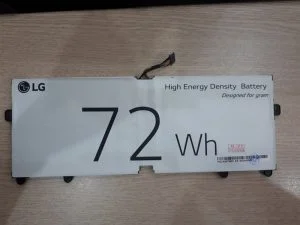 LG
High Energy Density Battery
Designed for gram
72 Wh